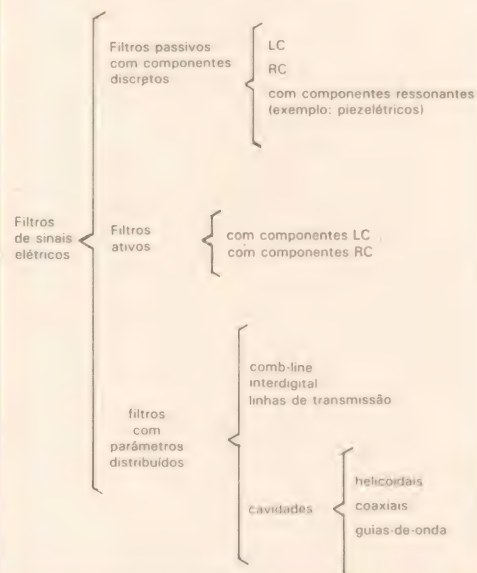 Filtros passivos
com componentes
discretos
LC
RC
com componentes ressonantes
(exemplo: piezelétricos)
Filtros
de sinais
elétricos
Filtros
ativos
com componentes LC
com componentes RC
filtros
com
parâmetros
distribuídos
comb-line
interdigital
linhas de transmissão
cavidades
helicoidais
coaxiais
guias-de-onda